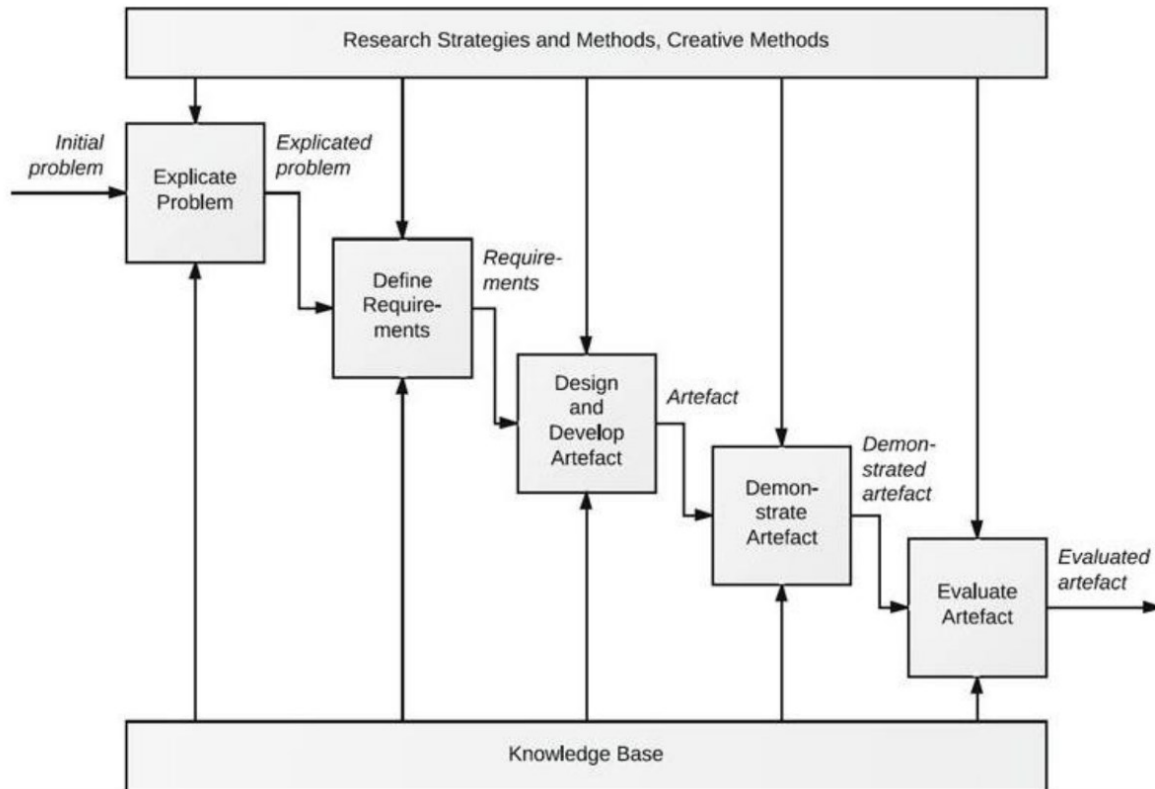 Research Strategies and Methods, Creative Methods
Initial
problem
Explicate
Problem
Explicated
problem
Define
Require-
ments
Require-
ments
Design
and
Develop
Artefact
Artefact
Demon-
strate
Artefact
Demon-
strated
artefact
Evaluate
Artefact
Evaluated
artefact
Knowledge Base